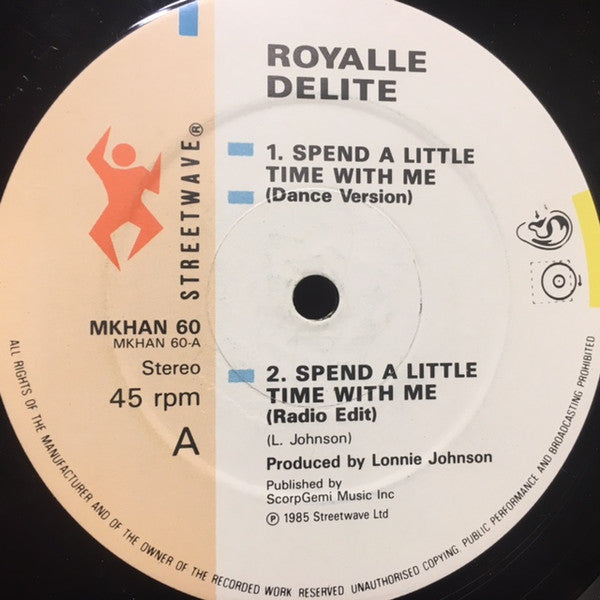 ROYALLE
DELITE
1. SPEND A LITTLE
TIME WITH ME
(Dance Version)
STREETWAVE®
MKHAN 60
MKHAN 60-A
Stereo
45 rpm
A
2. SPEND A LITTLE
TIME WITH ME
(Radio Edit)
(L. Johnson)
Produced by Lonnie Johnson
Published by
ScorpGemi Music Inc
℗ 1985 Streetwave Ltd
ALL RIGHTS OF THE MANUFACTURER AND OF THE OWNER OF THE RECORDED WORK RESERVED UNAUTHORISED COPYING, PUBLIC PERFORMANCE AND BROADCASTING PROHIBITED